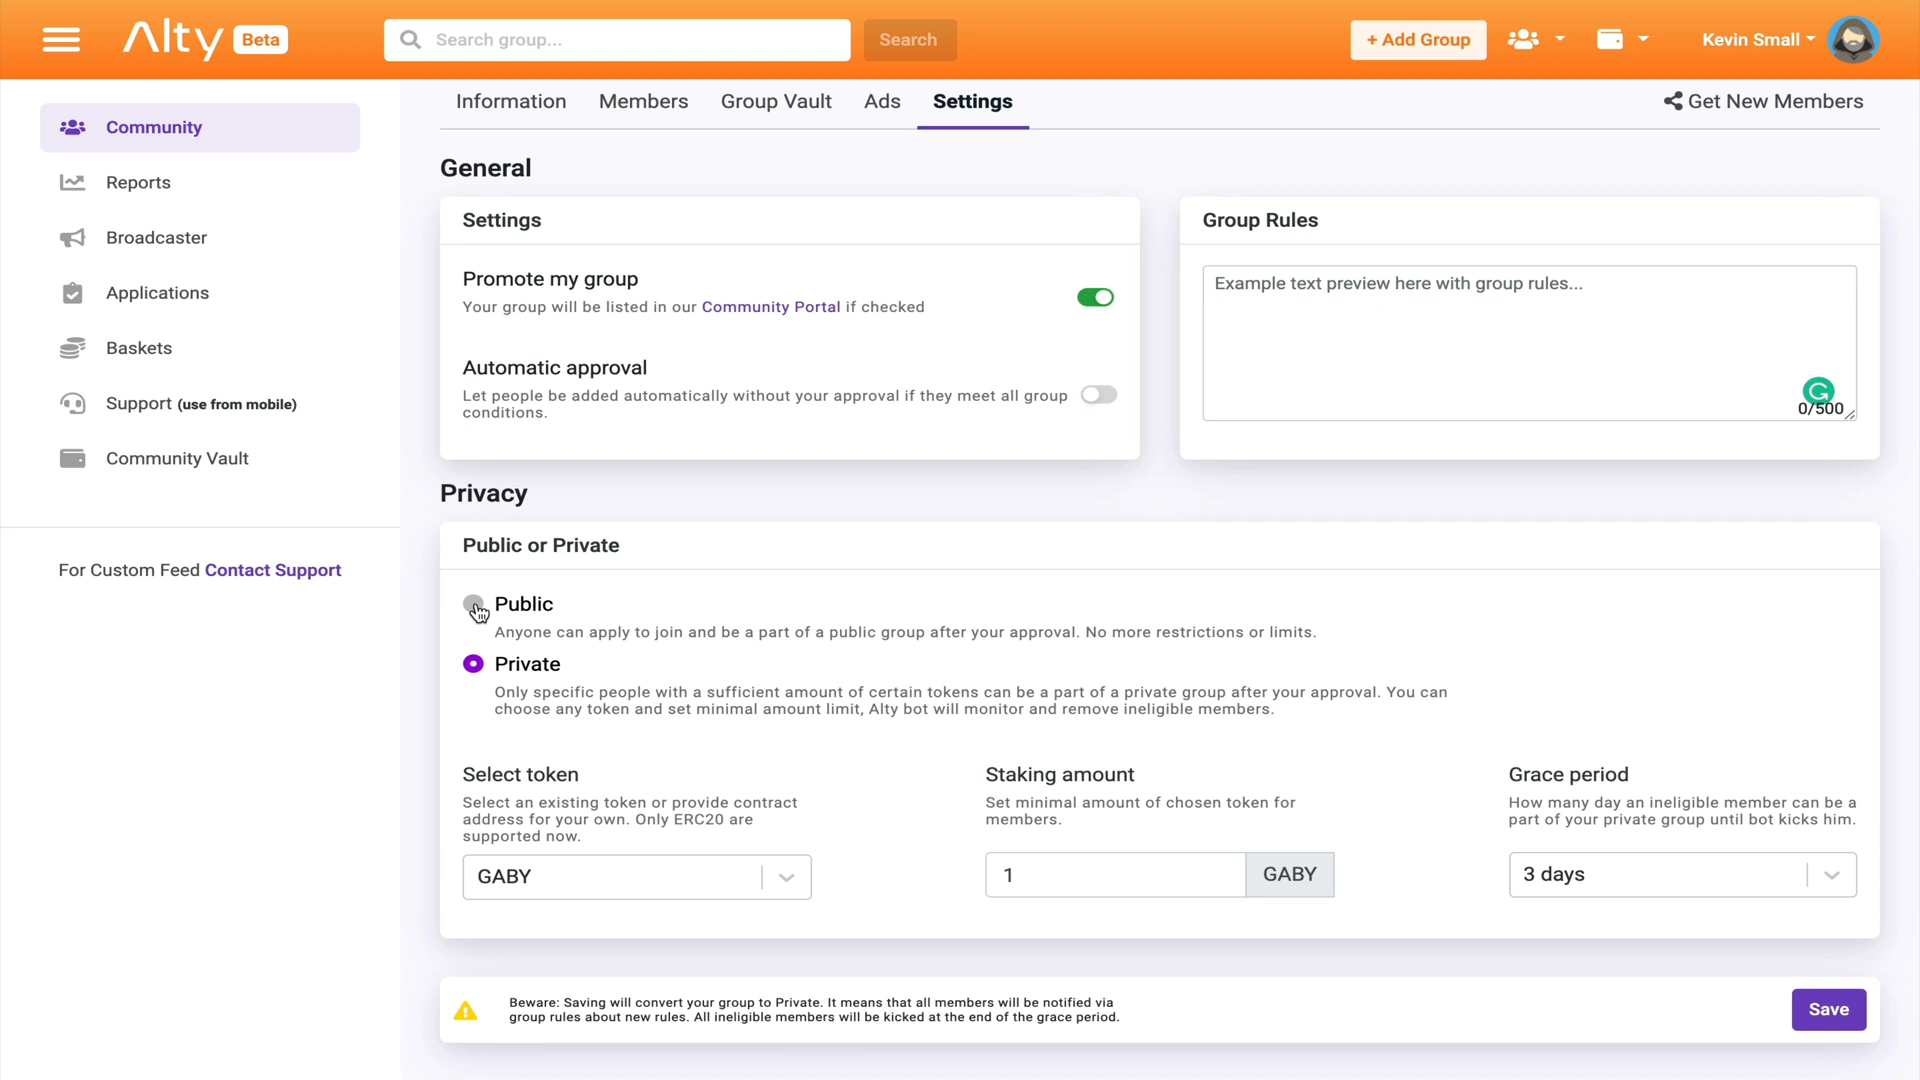 Alty Beta
Search group...
Search
+ Add Group
Kevin Small
Community
Reports
Broadcaster
Applications
Baskets
Support (use from mobile)
Community Vault
For Custom Feed Contact Support
Information
Members
Group Vault
Ads
Settings
Get New Members
General
Settings
Promote my group
Your group will be listed in our Community Portal if checked
Automatic approval
Let people be added automatically without your approval if they meet all group
conditions.
Group Rules
Example text preview here with group rules...
0/500
Privacy
Public or Private
Public
Anyone can apply to join and be a part of a public group after your approval. No more restrictions or limits.
Private
Only specific people with a sufficient amount of certain tokens can be a part of a private group after your approval. You can
choose any token and set minimal amount limit, Alty bot will monitor and remove ineligible members.
Select token
Select an existing token or provide contract
address for your own. Only ERC20 are
supported now.
GABY
Staking amount
Set minimal amount of chosen token for
members.
1
GABY
Grace period
How many day an ineligible member can be a
part of your private group until bot kicks him.
3 days
Beware: Saving will convert your group to Private. It means that all members will be notified via
group rules about new rules. All ineligible members will be kicked at the end of the grace period.
Save